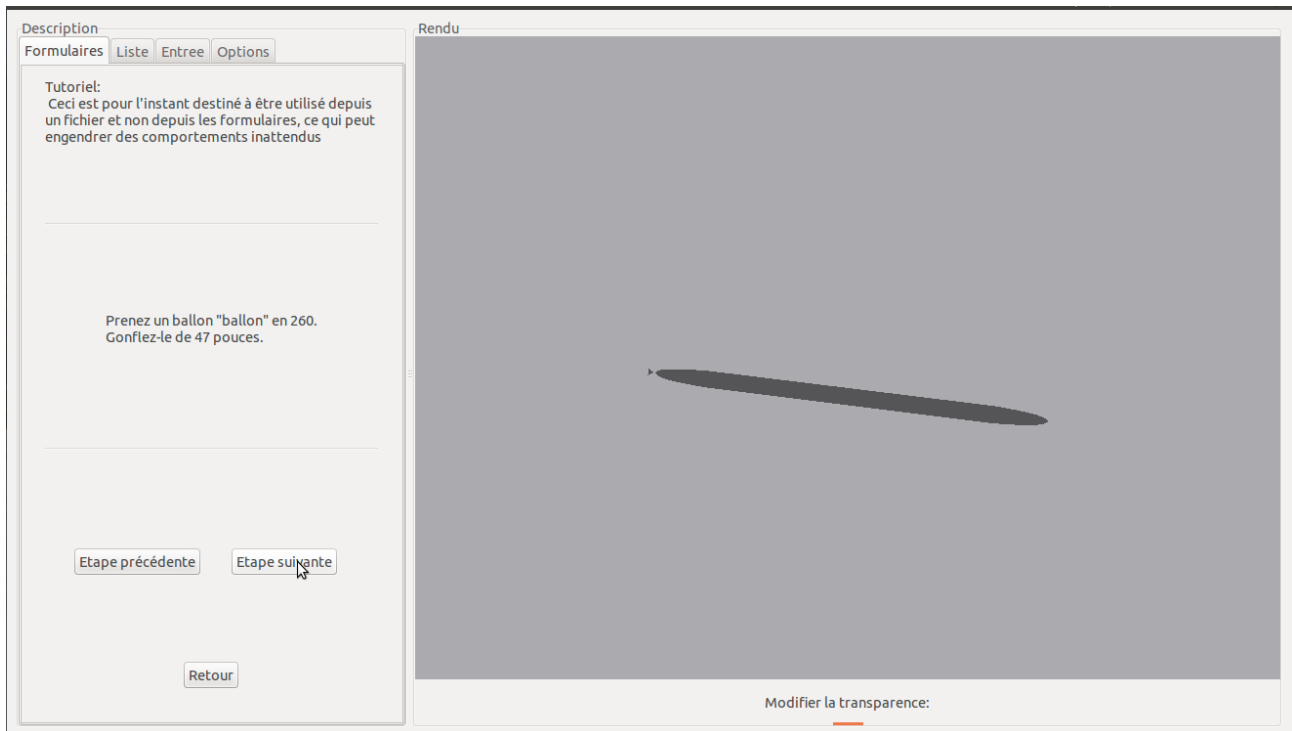 Description
Rendu
Formulaires Liste Entree Options
Tutoriel:
Ceci est pour l'instant destiné à être utilisé depuis
un fichier et non depuis les formulaires, ce qui peut
engendrer des comportements inattendus
Prenez un ballon "ballon" en 260.
Gonflez-le de 47 pouces.
Etape précédente Etape suivante
Retour
Modifier la transparence: